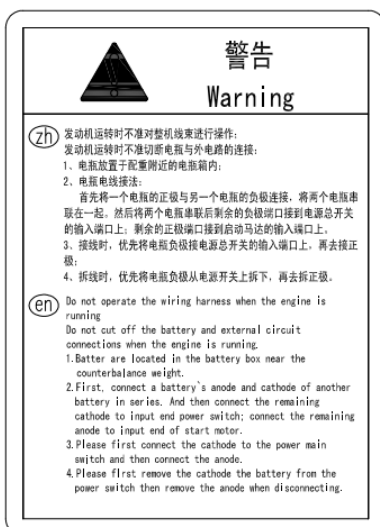 警告
Warning
zh
发动机运转时不准对整机线束进行操作;
发动机运转时不准切断电瓶与外电路的连接;
1、电瓶放置于配重附近的电瓶箱内;
2、电瓶电线接法:
首先将一个电瓶的正极与另一个电瓶的负极连接，将两个电瓶串
联在一起。然后将两个电瓶串联后剩余的负极端口接到电源总开关
的输入端口上；剩余的正极端口接到启动马达的输入端口上。
3、接线时，优先将电瓶负极接电源总开关的输入端口上，再去接正
极;
4、拆线时，优先将电瓶负极从电源开关上拆下，再去拆正极。
en
Do not operate the wiring harness when the engine is
running
Do not cut off the battery and external circuit
connections when the engine is running.
1. Batter are located in the battery box near the
counterbalance weight.
2. First, connect a battery`s anode and cathode of another
battery in series. And then connect the remaining
cathode to input end power switch; connect the remaining
anode to input end of start motor.
3. Please first connect the cathode to the power main
switch and then connect the anode.
4. Please first remove the cathode the battery from the
power switch then remove the anode when disconnecting.